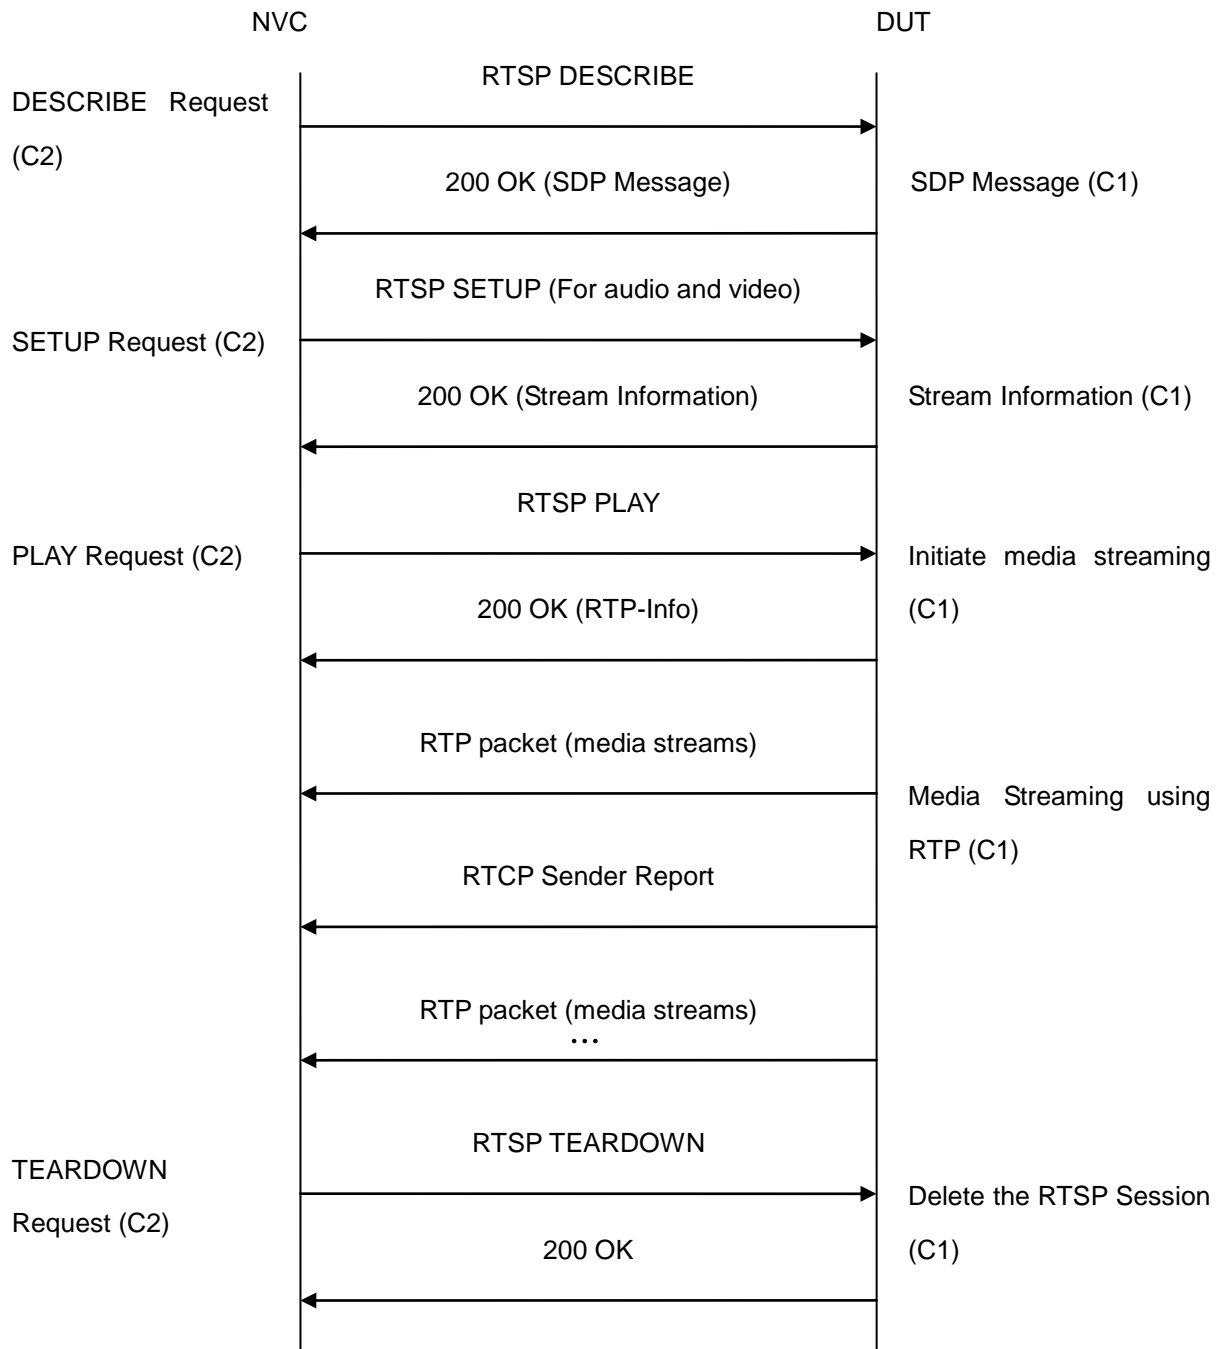 NVC
DUT
RTSP DESCRIBE
DESCRIBE Request
(C2)
200 OK (SDP Message)
SDP Message (C1)
RTSP SETUP (For audio and video)
SETUP Request (C2)
200 OK (Stream Information)
Stream Information (C1)
RTSP PLAY
PLAY Request (C2)
Initiate media streaming
(C1)
200 OK (RTP-Info)
RTP packet (media streams)
Media Streaming using
RTP (C1)
RTCP Sender Report
RTP packet (media streams)
…
RTSP TEARDOWN
TEARDOWN
Request (C2)
Delete the RTSP Session
(C1)
200 OK